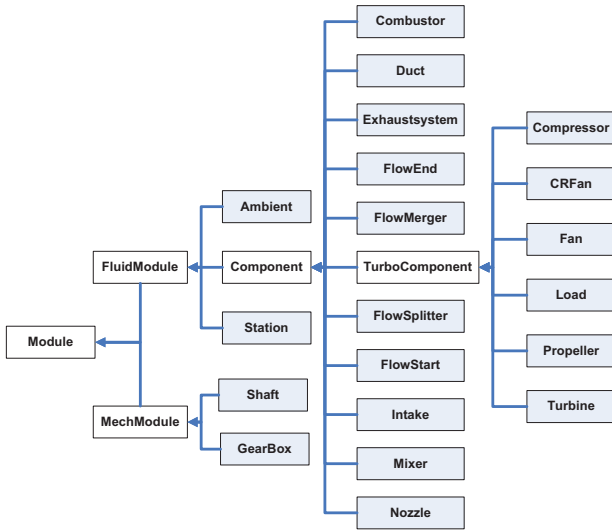 Module
FluidModule
MechModule
Ambient
Component
Station
Shaft
GearBox
Combustor
Duct
Exhaustsystem
FlowEnd
FlowMerger
TurboComponent
FlowSplitter
FlowStart
Intake
Mixer
Nozzle
Compressor
CRFan
Fan
Load
Propeller
Turbine